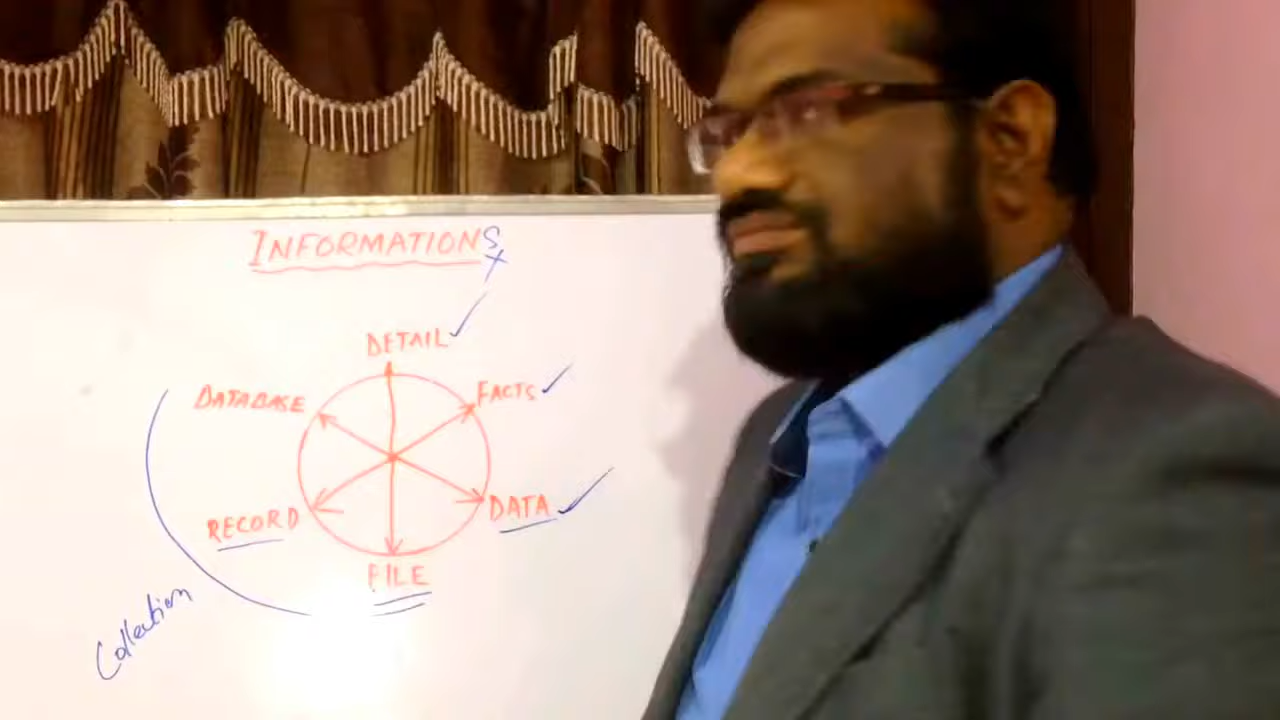 INFORMATIONS
DETAIL
DATABASE FACTS
RECORD DATA
FILE
Collection